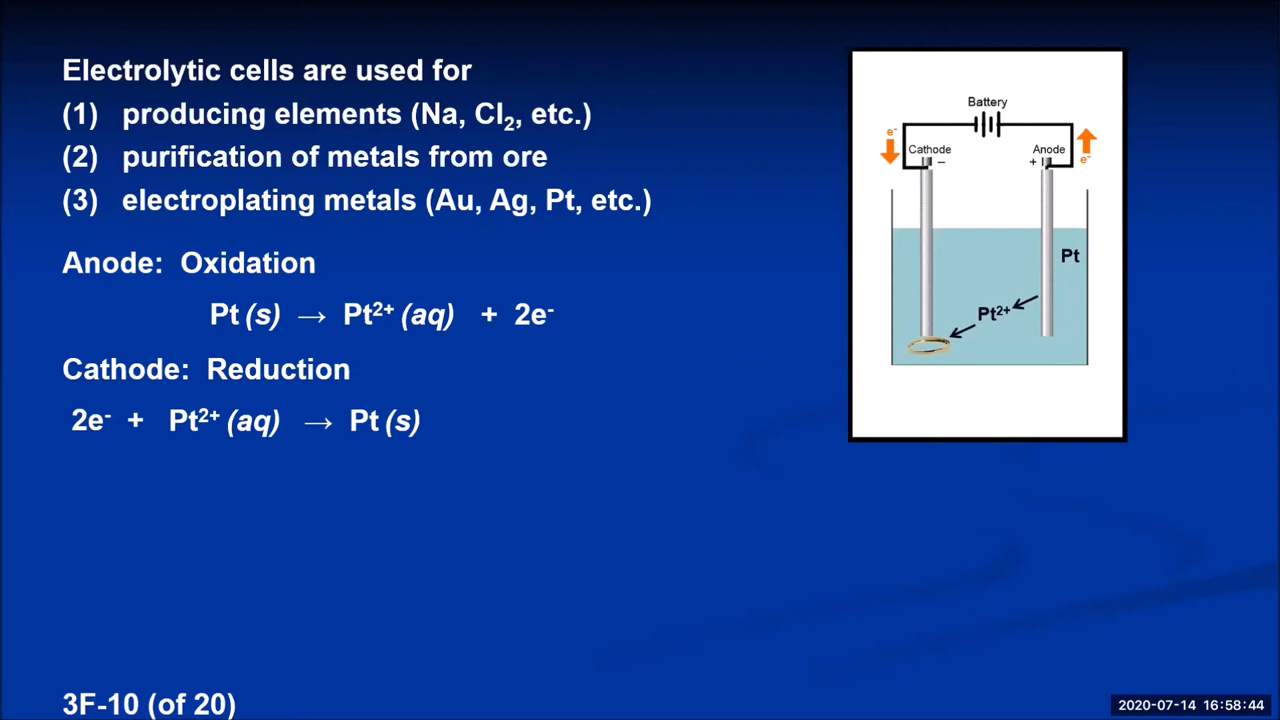 Electrolytic cells are used for
(1) producing elements (Na, Cl₂, etc.)
(2) purification of metals from ore
(3) electroplating metals (Au, Ag, Pt, etc.)
Anode: Oxidation
Pt (s) → Pt²⁺ (aq) + 2e⁻
Cathode: Reduction
2e⁻ + Pt²⁺ (aq) → Pt (s)
Battery
e⁻
Cathode
−
Anode
+
e⁻
Pt
Pt²⁺
3F-10 (of 20)
2020-07-14 16:58:44